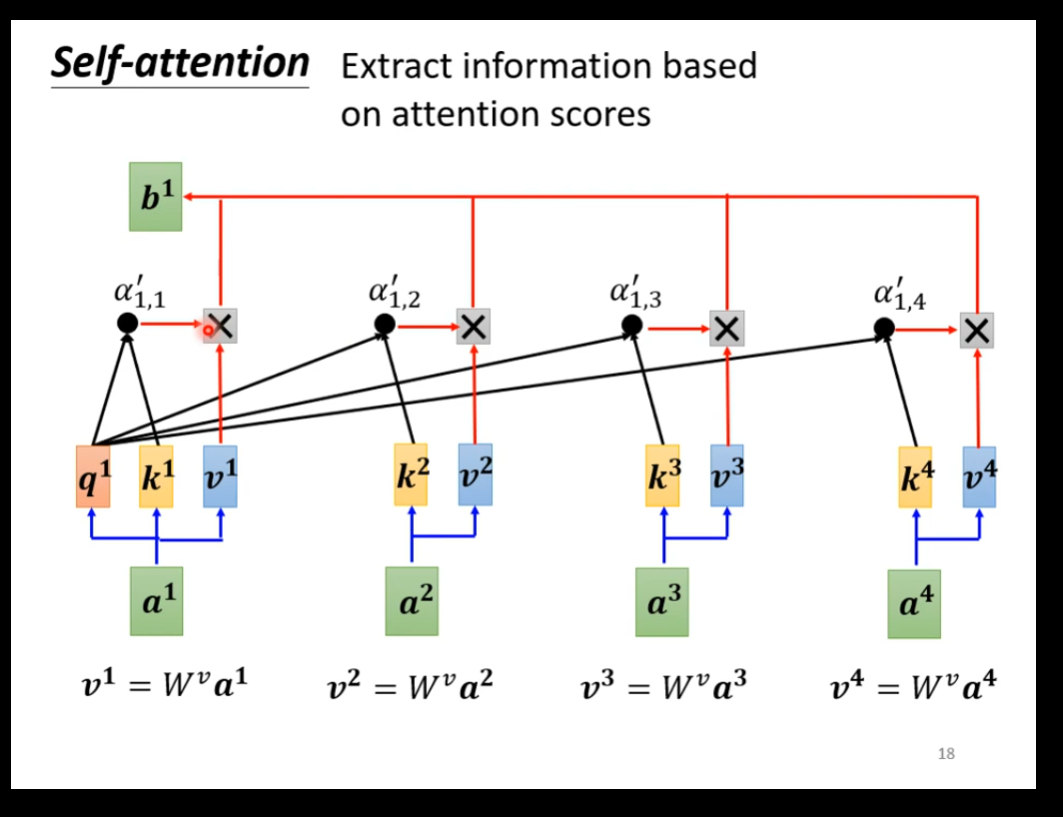 Self-attention Extract information based
on attention scores
b¹
α′₁,₁ α′₁,₂ α′₁,₃ α′₁,₄
× × × ×
q¹ k¹ v¹ k² v² k³ v³ k⁴ v⁴
a¹ a² a³ a⁴
v¹ = Wᵛa¹ v² = Wᵛa² v³ = Wᵛa³ v⁴ = Wᵛa⁴
18